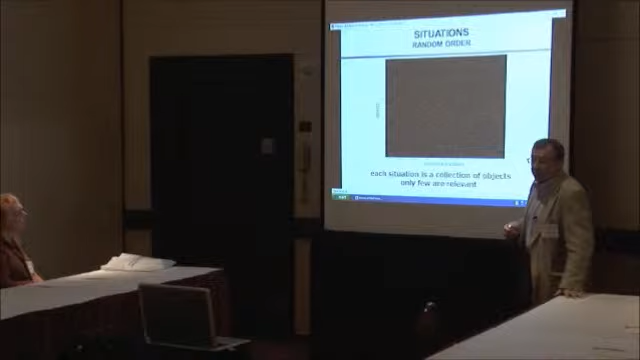 SITUATIONS
RANDOM ORDER
each situation is a collection of objects
only few are relevant